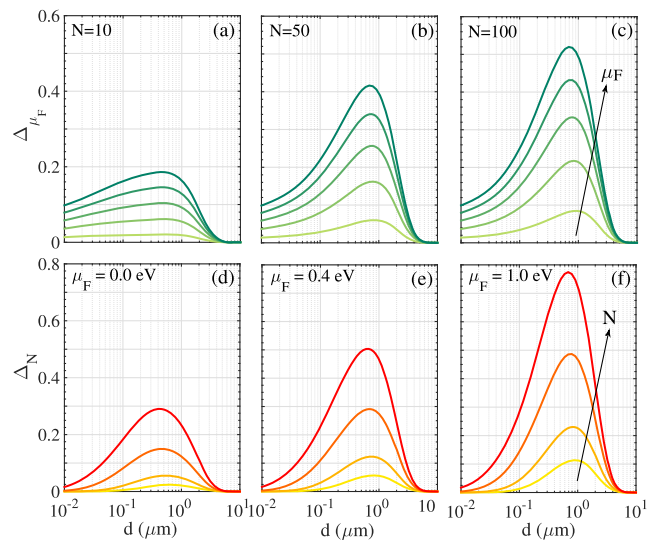 N=10 (a)
N=50 (b)
N=100 (c)
μF
0.6
0.4
0.2
0
ΔμF
μF = 0.0 eV (d)
μF = 0.4 eV (e)
μF = 1.0 eV (f)
N
0.8
0.6
0.4
0.2
0
ΔN
10⁻² 10⁻¹ 10⁰ 10¹
10⁻² 10⁻¹ 10⁰ 10
10⁻² 10⁻¹ 10⁰ 10¹
d (μm)
d (μm)
d (μm)